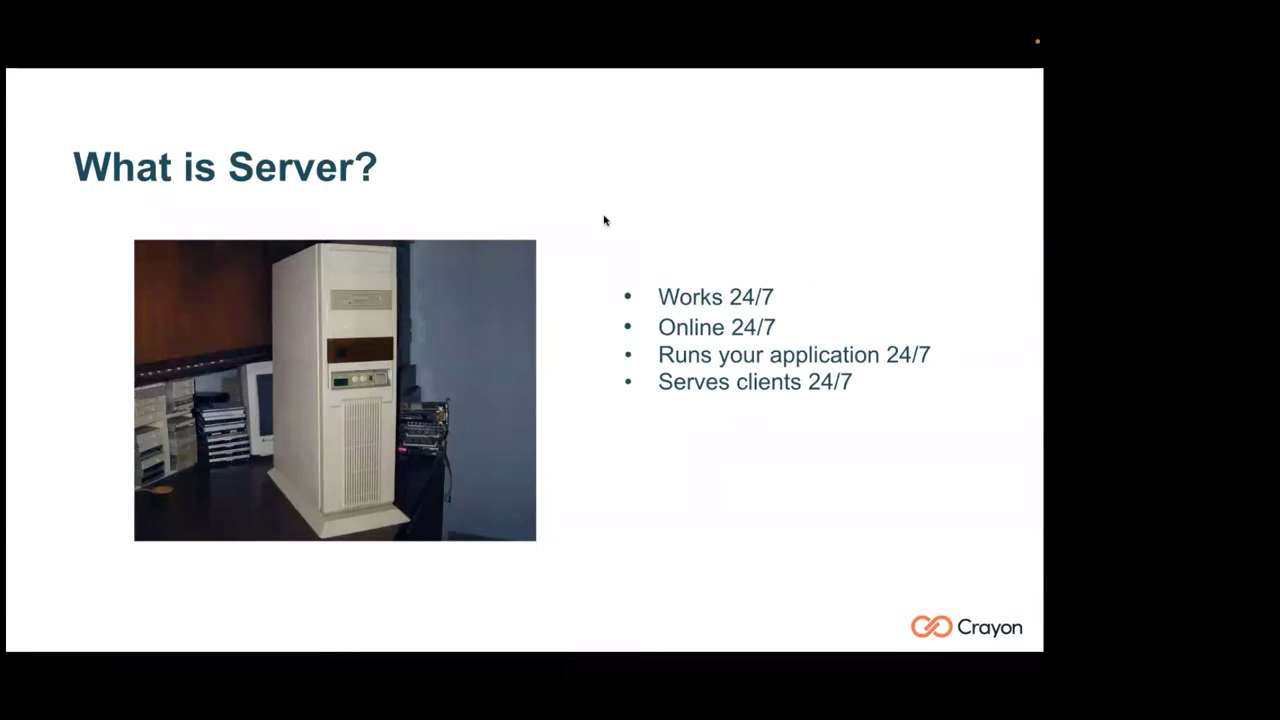 What is Server?
• Works 24/7
• Online 24/7
• Runs your application 24/7
• Serves clients 24/7
Crayon